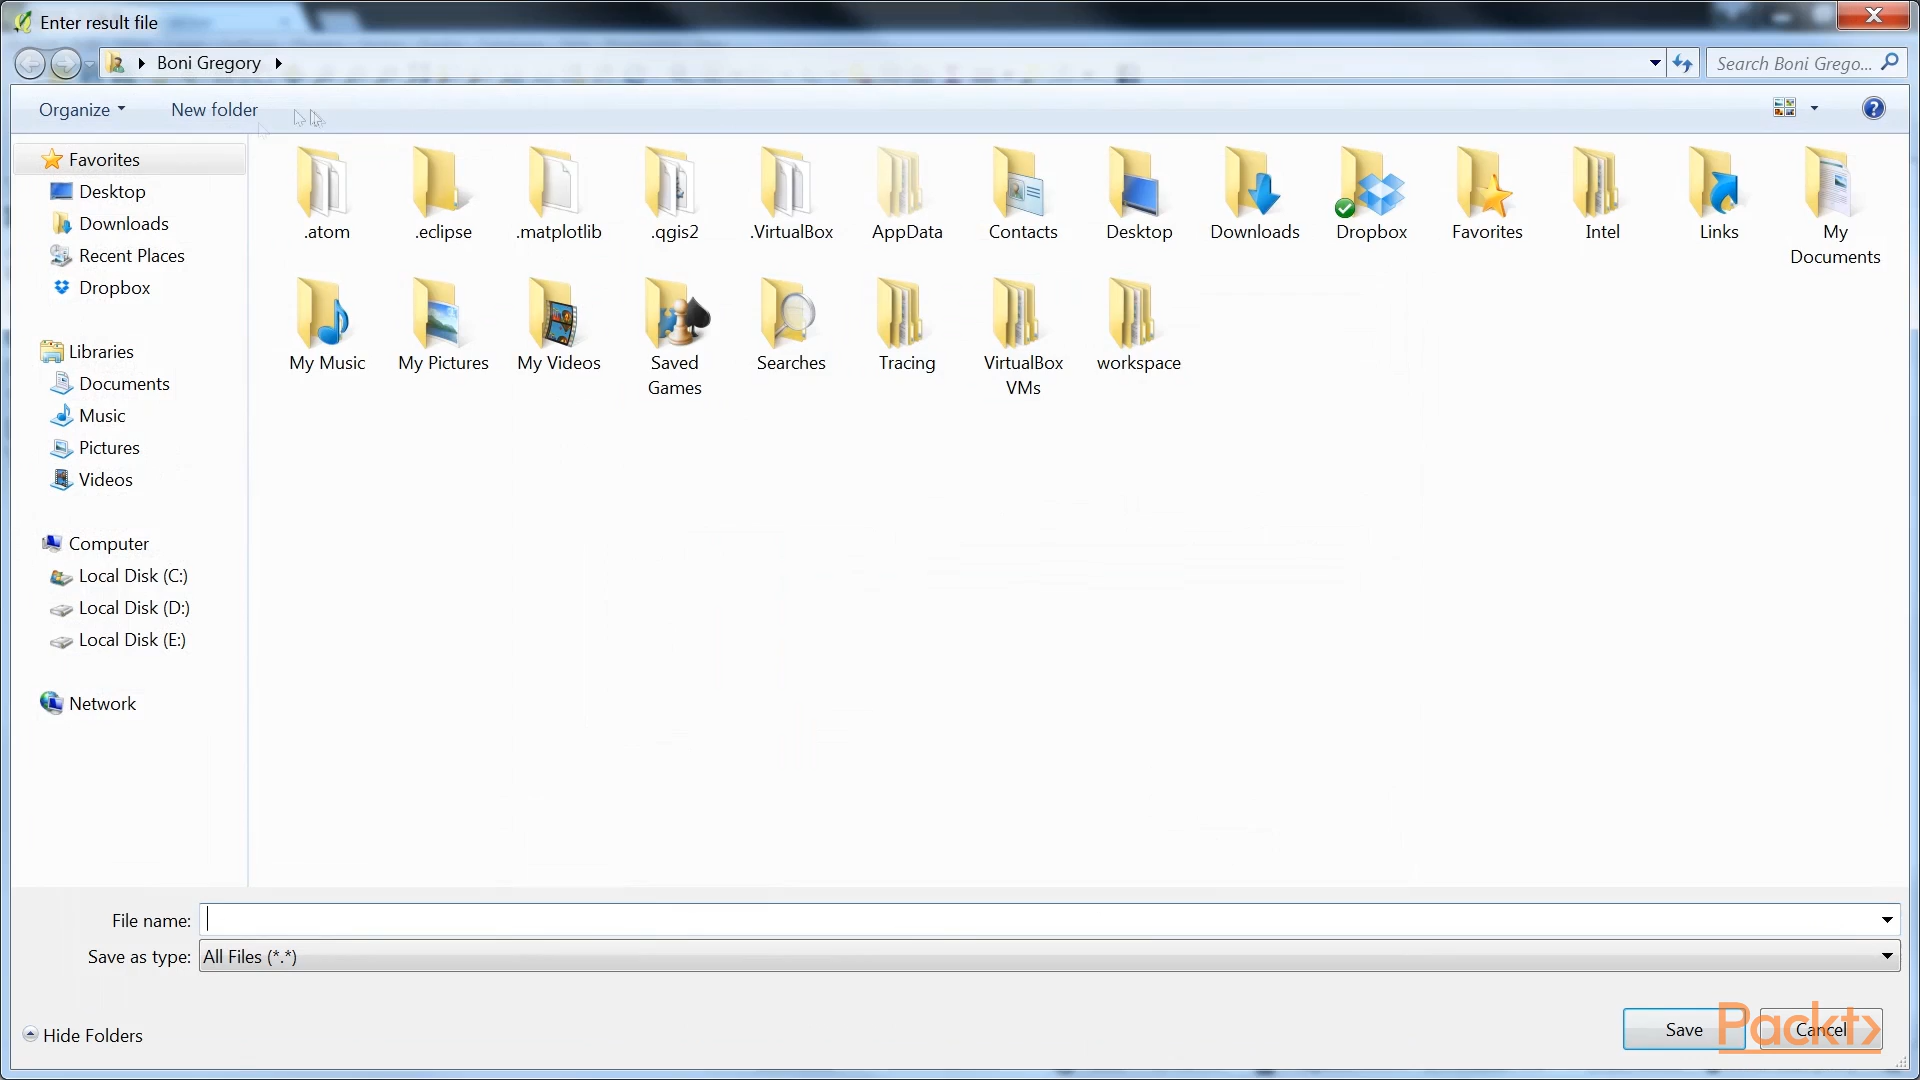 Enter result file
Boni Gregory
Search Boni Grego...
Organize
New folder
Favorites
Desktop
Downloads
Recent Places
Dropbox
Libraries
Documents
Music
Pictures
Videos
Computer
Local Disk (C:)
Local Disk (D:)
Local Disk (E:)
Network
.atom
.eclipse
.matplotlib
.qgis2
.VirtualBox
AppData
Contacts
Desktop
Downloads
Dropbox
Favorites
Intel
Links
My
Documents
My Music
My Pictures
My Videos
Saved
Games
Searches
Tracing
VirtualBox
VMs
workspace
File name:
Save as type:
All Files (*.*)
Hide Folders
Save
Cancel
Packt